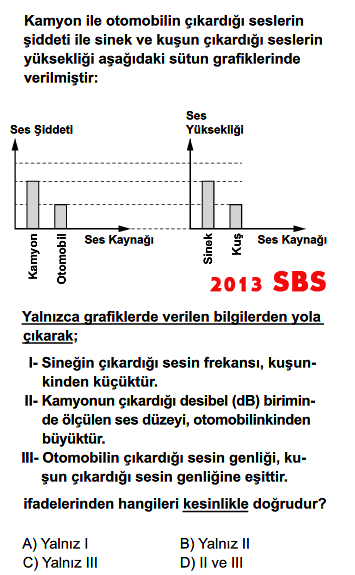 Kamyon ile otomobilin çıkardığı seslerin
şiddeti ile sinek ve kuşun çıkardığı seslerin
yüksekliği aşağıdaki sütun grafiklerinde
verilmiştir:
Ses Şiddeti
Kamyon
Otomobil
Ses Kaynağı
Ses
Yüksekliği
Sinek
Kuş
Ses Kaynağı
2013 SBS
Yalnızca grafiklerde verilen bilgilerden yola
çıkarak;
I- Sineğin çıkardığı sesin frekansı, kuşun-
kinden küçüktür.
II- Kamyonun çıkardığı desibel (dB) birimin-
de ölçülen ses düzeyi, otomobilinkinden
büyüktür.
III- Otomobilin çıkardığı sesin genliği, ku-
şun çıkardığı sesin genliğine eşittir.
ifadelerinden hangileri kesinlikle doğrudur?
A) Yalnız I
B) Yalnız II
C) Yalnız III
D) II ve III